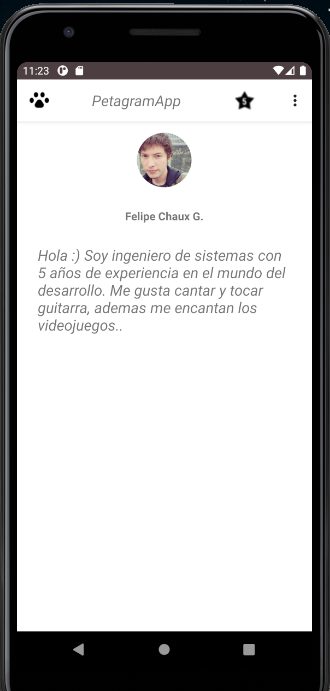 11:23
PetagramApp
5
Felipe Chaux G.
Hola :) Soy ingeniero de sistemas con
5 años de experiencia en el mundo del
desarrollo. Me gusta cantar y tocar
guitarra, ademas me encantan los
videojuegos..